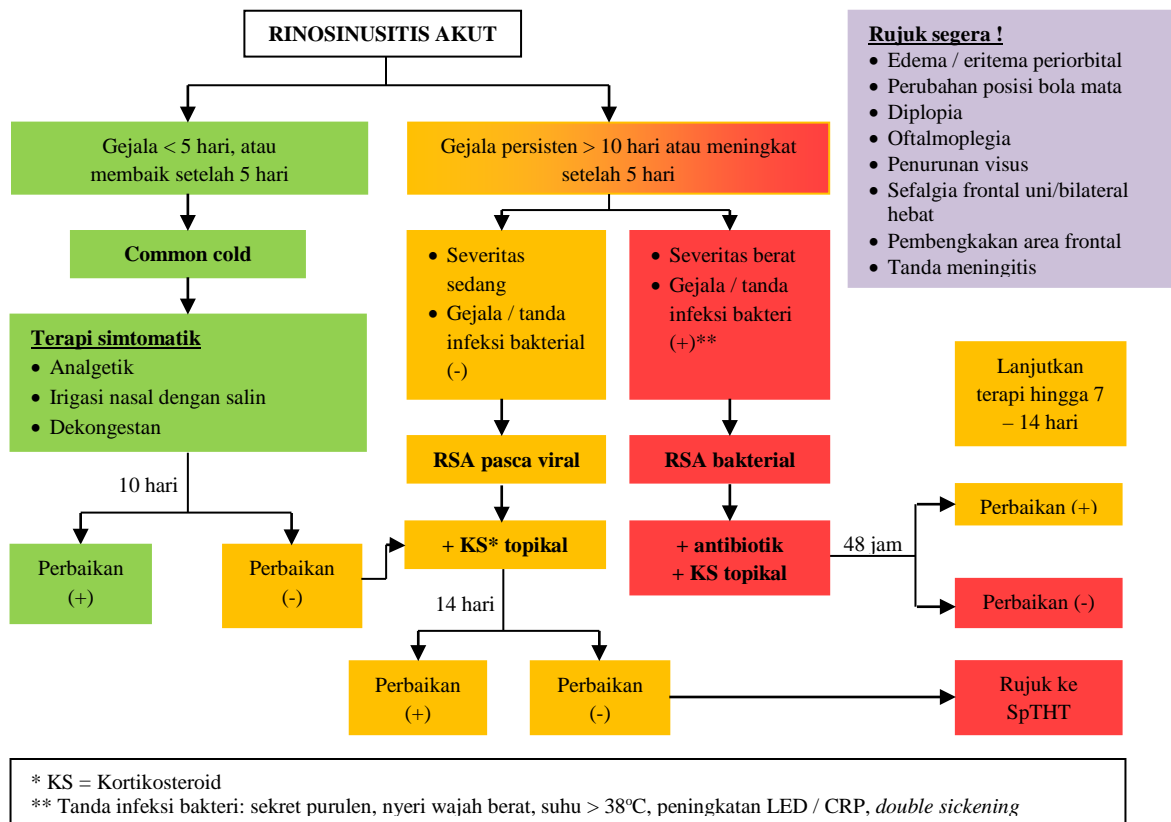 RINOSINUSITIS AKUT
Rujuk segera !
• Edema / eritema periorbital
• Perubahan posisi bola mata
• Diplopia
• Oftalmoplegia
• Penurunan visus
• Sefalgia frontal uni/bilateral
hebat
• Pembengkakan area frontal
• Tanda meningitis
Gejala < 5 hari, atau
membaik setelah 5 hari
Gejala persisten > 10 hari atau meningkat
setelah 5 hari
Common cold
• Severitas
sedang
• Gejala / tanda
infeksi bakterial
(-)
• Severitas berat
• Gejala / tanda
infeksi bakteri
(+)**
Terapi simtomatik
• Analgetik
• Irigasi nasal dengan salin
• Dekongestan
Lanjutkan
terapi hingga 7
– 14 hari
RSA pasca viral
RSA bakterial
10 hari
Perbaikan
(+)
Perbaikan
(-)
+ KS* topikal
+ antibiotik
+ KS topikal
48 jam
Perbaikan (+)
Perbaikan (-)
14 hari
Perbaikan
(+)
Perbaikan
(-)
Rujuk ke
SpTHT
* KS = Kortikosteroid
** Tanda infeksi bakteri: sekret purulen, nyeri wajah berat, suhu > 38°C, peningkatan LED / CRP, double sickening